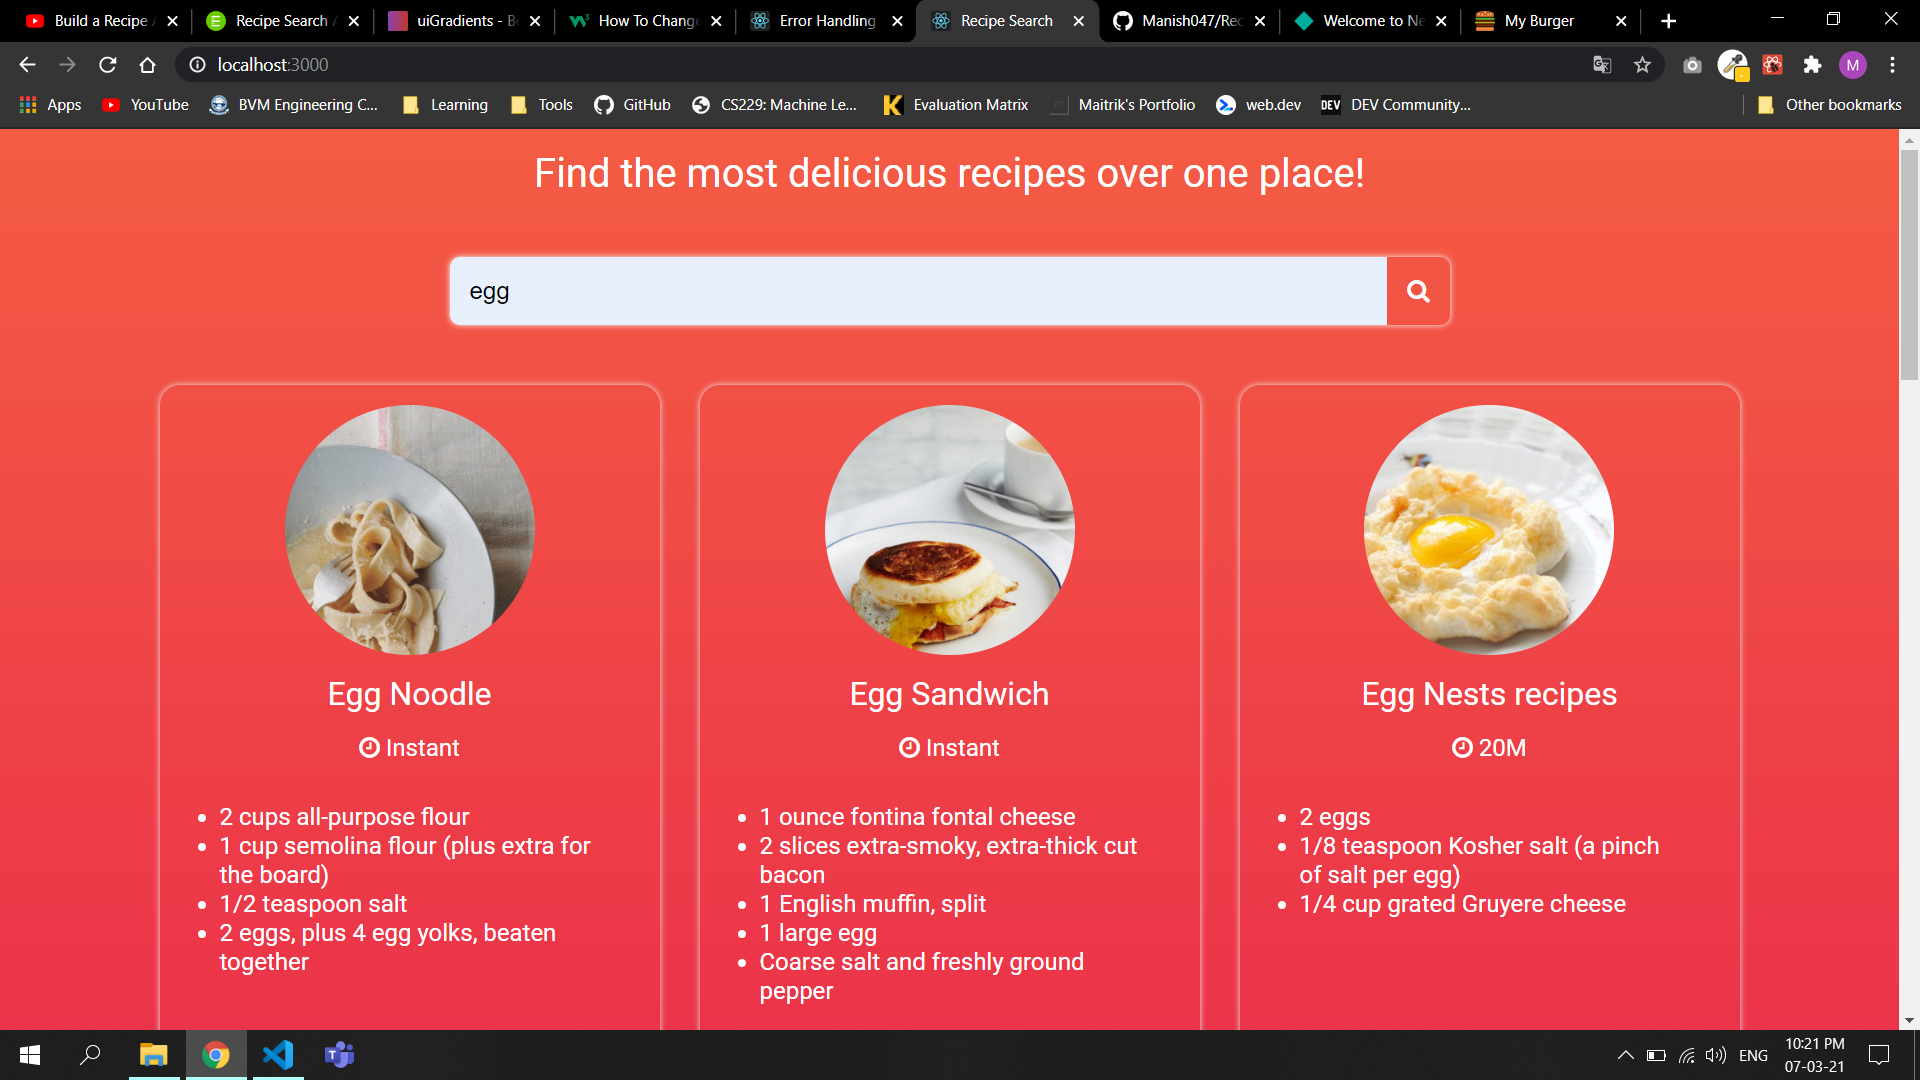 Build a Recipe
Recipe Search
uiGradients - Be
How To Change
Error Handling
Recipe Search
Manish047/Rec
Welcome to Ne
My Burger
localhost:3000
M
Apps
YouTube
BVM Engineering C...
Learning
Tools
GitHub
CS229: Machine Le...
Evaluation Matrix
Maitrik's Portfolio
web.dev
DEV
DEV Community...
Other bookmarks
Find the most delicious recipes over one place!
egg
Egg Noodle
Instant
2 cups all-purpose flour
1 cup semolina flour (plus extra for
the board)
1/2 teaspoon salt
2 eggs, plus 4 egg yolks, beaten
together
Egg Sandwich
Instant
1 ounce fontina fontal cheese
2 slices extra-smoky, extra-thick cut
bacon
1 English muffin, split
1 large egg
Coarse salt and freshly ground
pepper
Egg Nests recipes
20M
2 eggs
1/8 teaspoon Kosher salt (a pinch
of salt per egg)
1/4 cup grated Gruyere cheese
ENG
10:21 PM
07-03-21